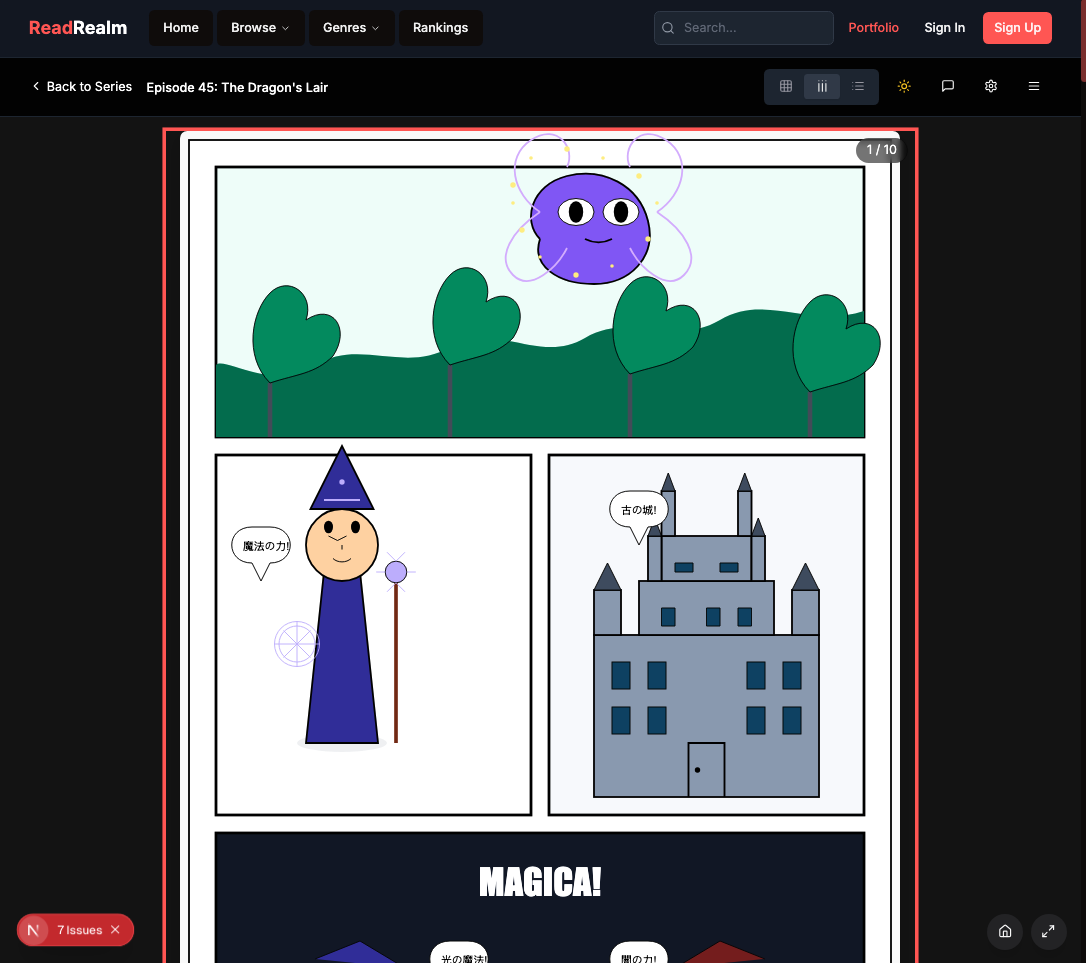 ReadRealm
Home
Browse
Genres
Rankings
Search...
Portfolio
Sign In
Sign Up
Back to Series
Episode 45: The Dragon's Lair
1 / 10
魔法の力!
古の城!
MAGICA!
光の魔法!
闇の力!
N
7 Issues